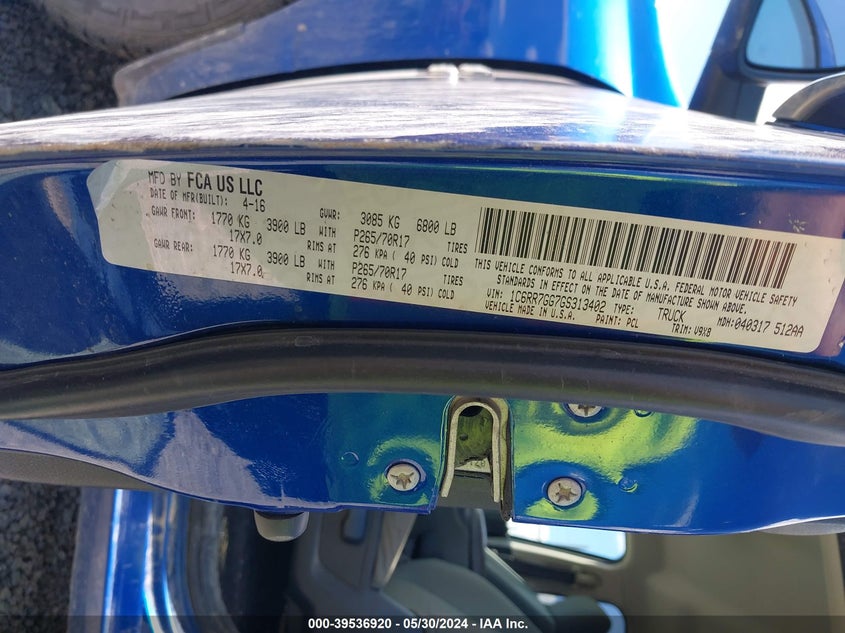 MFD BY FCA US LLC
DATE OF MFR(BUILT): 4-16 GVWR: 3085 KG 6800 LB
GAWR FRONT: 1770 KG 3900 LB WITH P265/70R17 TIRES
17X7.0 RIMS AT 276 KPA ( 40 PSI) COLD
GAWR REAR: 1770 KG 3900 LB WITH P265/70R17 TIRES
17X7.0 RIMS AT 276 KPA ( 40 PSI) COLD
THIS VEHICLE CONFORMS TO ALL APPLICABLE U.S.A. FEDERAL MOTOR VEHICLE SAFETY
STANDARDS IN EFFECT ON THE DATE OF MANUFACTURE SHOWN ABOVE.
VIN: 1C6RR7GG7GS313402 TYPE: TRUCK MDH:040317 512AA
VEHICLE MADE IN U.S.A. PAINT: PCL TRIM: V9X8
000-39536920 - 05/30/2024 - IAA Inc.